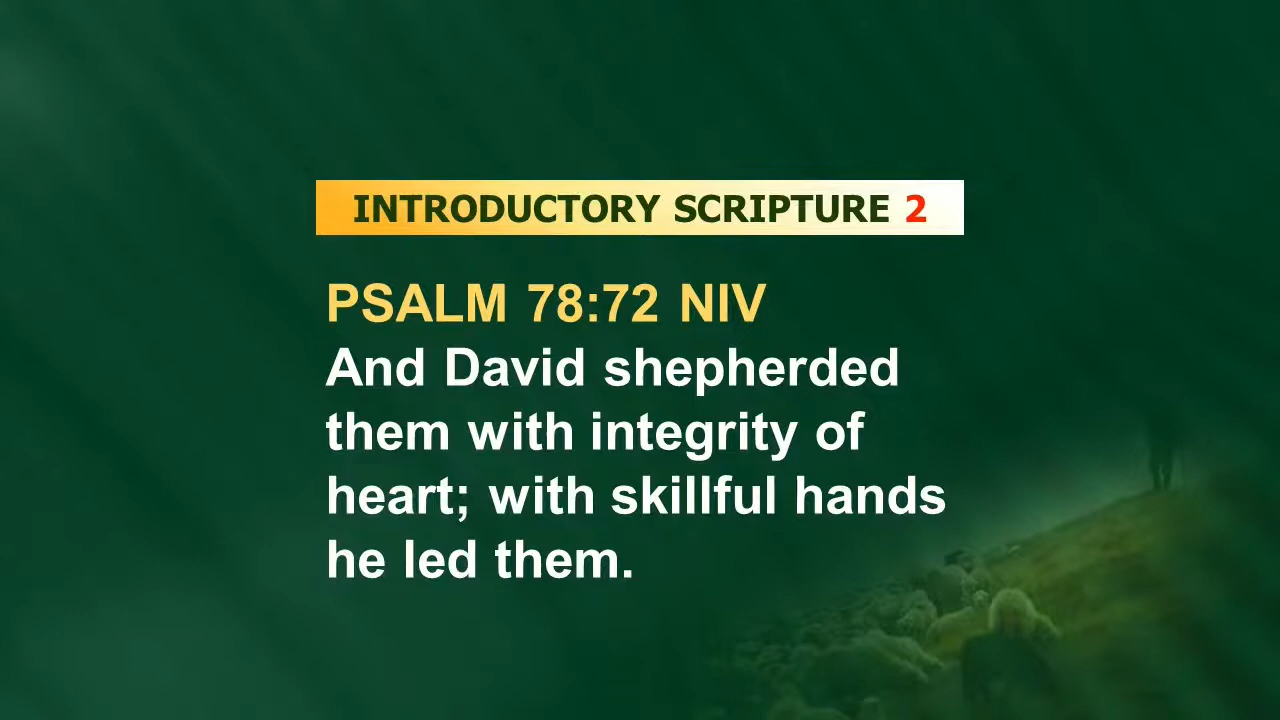 INTRODUCTORY SCRIPTURE 2
PSALM 78:72 NIV
And David shepherded
them with integrity of
heart; with skillful hands
he led them.